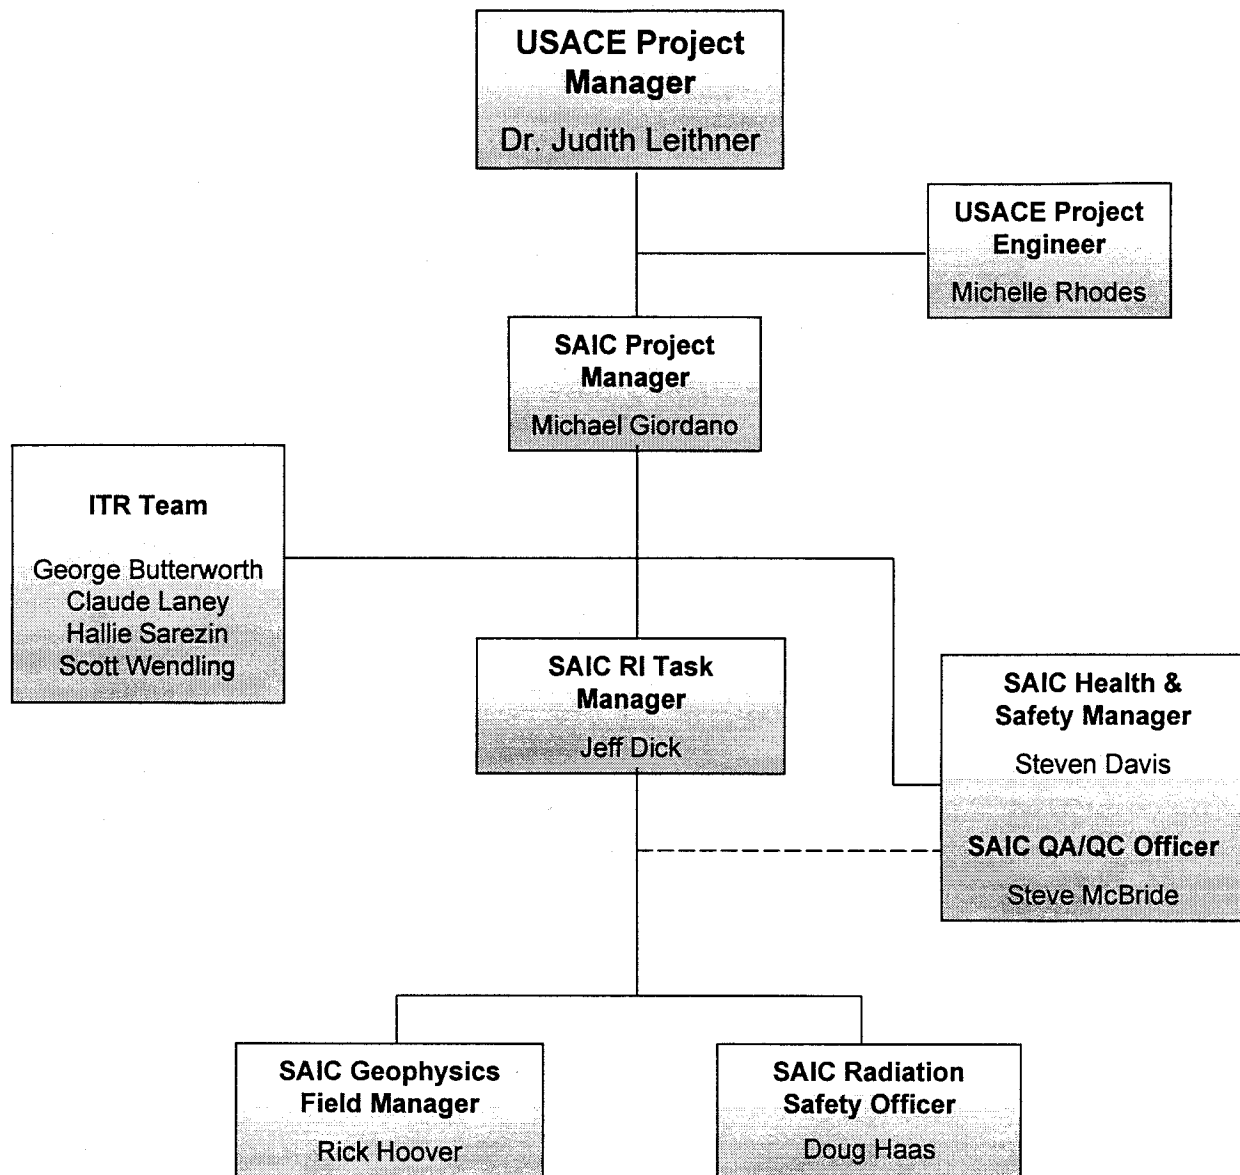 USACE Project
Manager
Dr. Judith Leithner
USACE Project
Engineer
Michelle Rhodes
SAIC Project
Manager
Michael Giordano
ITR Team
George Butterworth
Claude Laney
Hallie Sarezin
Scott Wendling
SAIC RI Task
Manager
Jeff Dick
SAIC Health &
Safety Manager
Steven Davis
SAIC QA/QC Officer
Steve McBride
SAIC Geophysics
Field Manager
Rick Hoover
SAIC Radiation
Safety Officer
Doug Haas